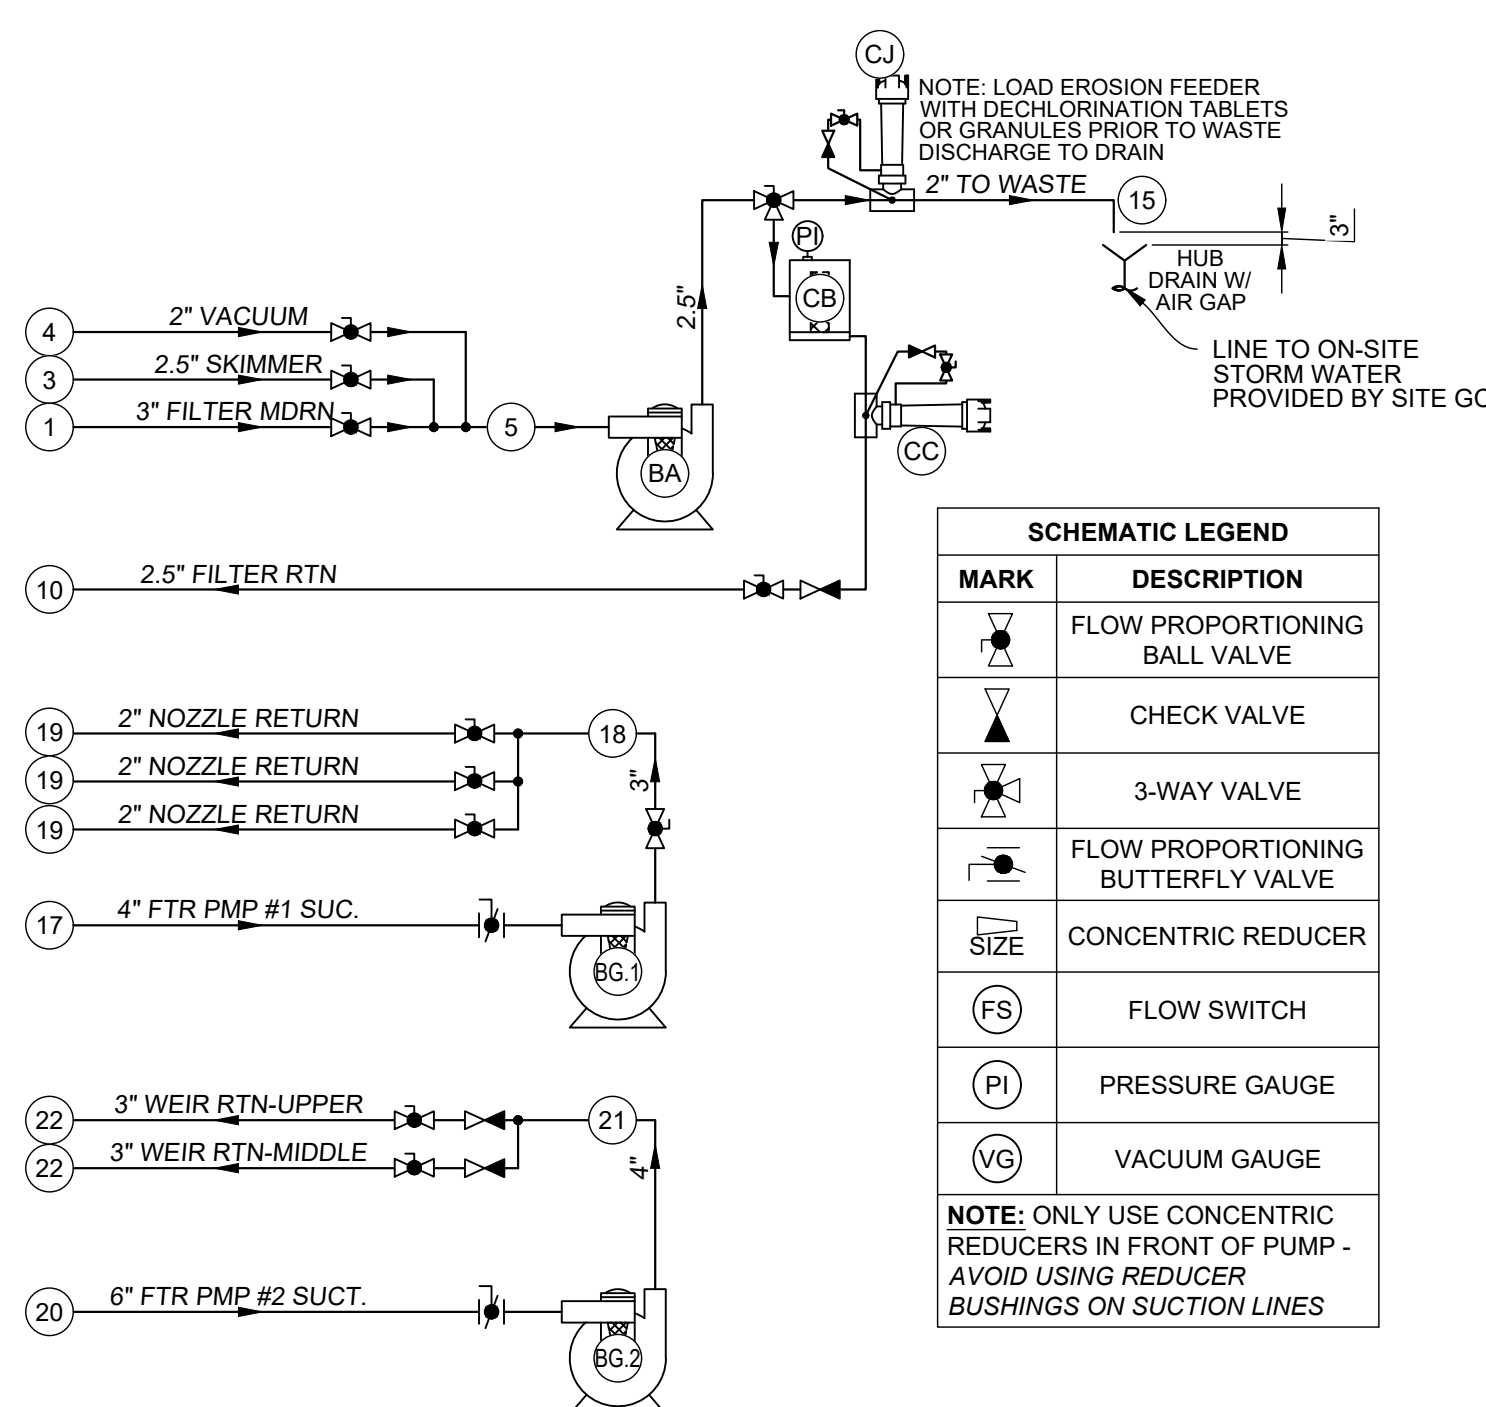 CJ
NOTE: LOAD EROSION FEEDER
WITH DECHLORINATION TABLETS
OR GRANULES PRIOR TO WASTE
DISCHARGE TO DRAIN
2" TO WASTE
15
3"
HUB
DRAIN W/
AIR GAP
LINE TO ON-SITE
STORM WATER
PROVIDED BY SITE GC
PI
CB
CC
2.5"
4
2" VACUUM
3
2.5" SKIMMER
1
3" FILTER MDRN
5
BA
10
2.5" FILTER RTN
19
2" NOZZLE RETURN
19
2" NOZZLE RETURN
19
2" NOZZLE RETURN
18
3"
17
4" FTR PMP #1 SUC.
BG.1
22
3" WEIR RTN-UPPER
22
3" WEIR RTN-MIDDLE
21
4"
20
6" FTR PMP #2 SUCT.
BG.2
SCHEMATIC LEGEND
MARK DESCRIPTION
FLOW PROPORTIONING
BALL VALVE
CHECK VALVE
3-WAY VALVE
FLOW PROPORTIONING
BUTTERFLY VALVE
SIZE CONCENTRIC REDUCER
FS FLOW SWITCH
PI PRESSURE GAUGE
VG VACUUM GAUGE
NOTE: ONLY USE CONCENTRIC
REDUCERS IN FRONT OF PUMP -
AVOID USING REDUCER
BUSHINGS ON SUCTION LINES